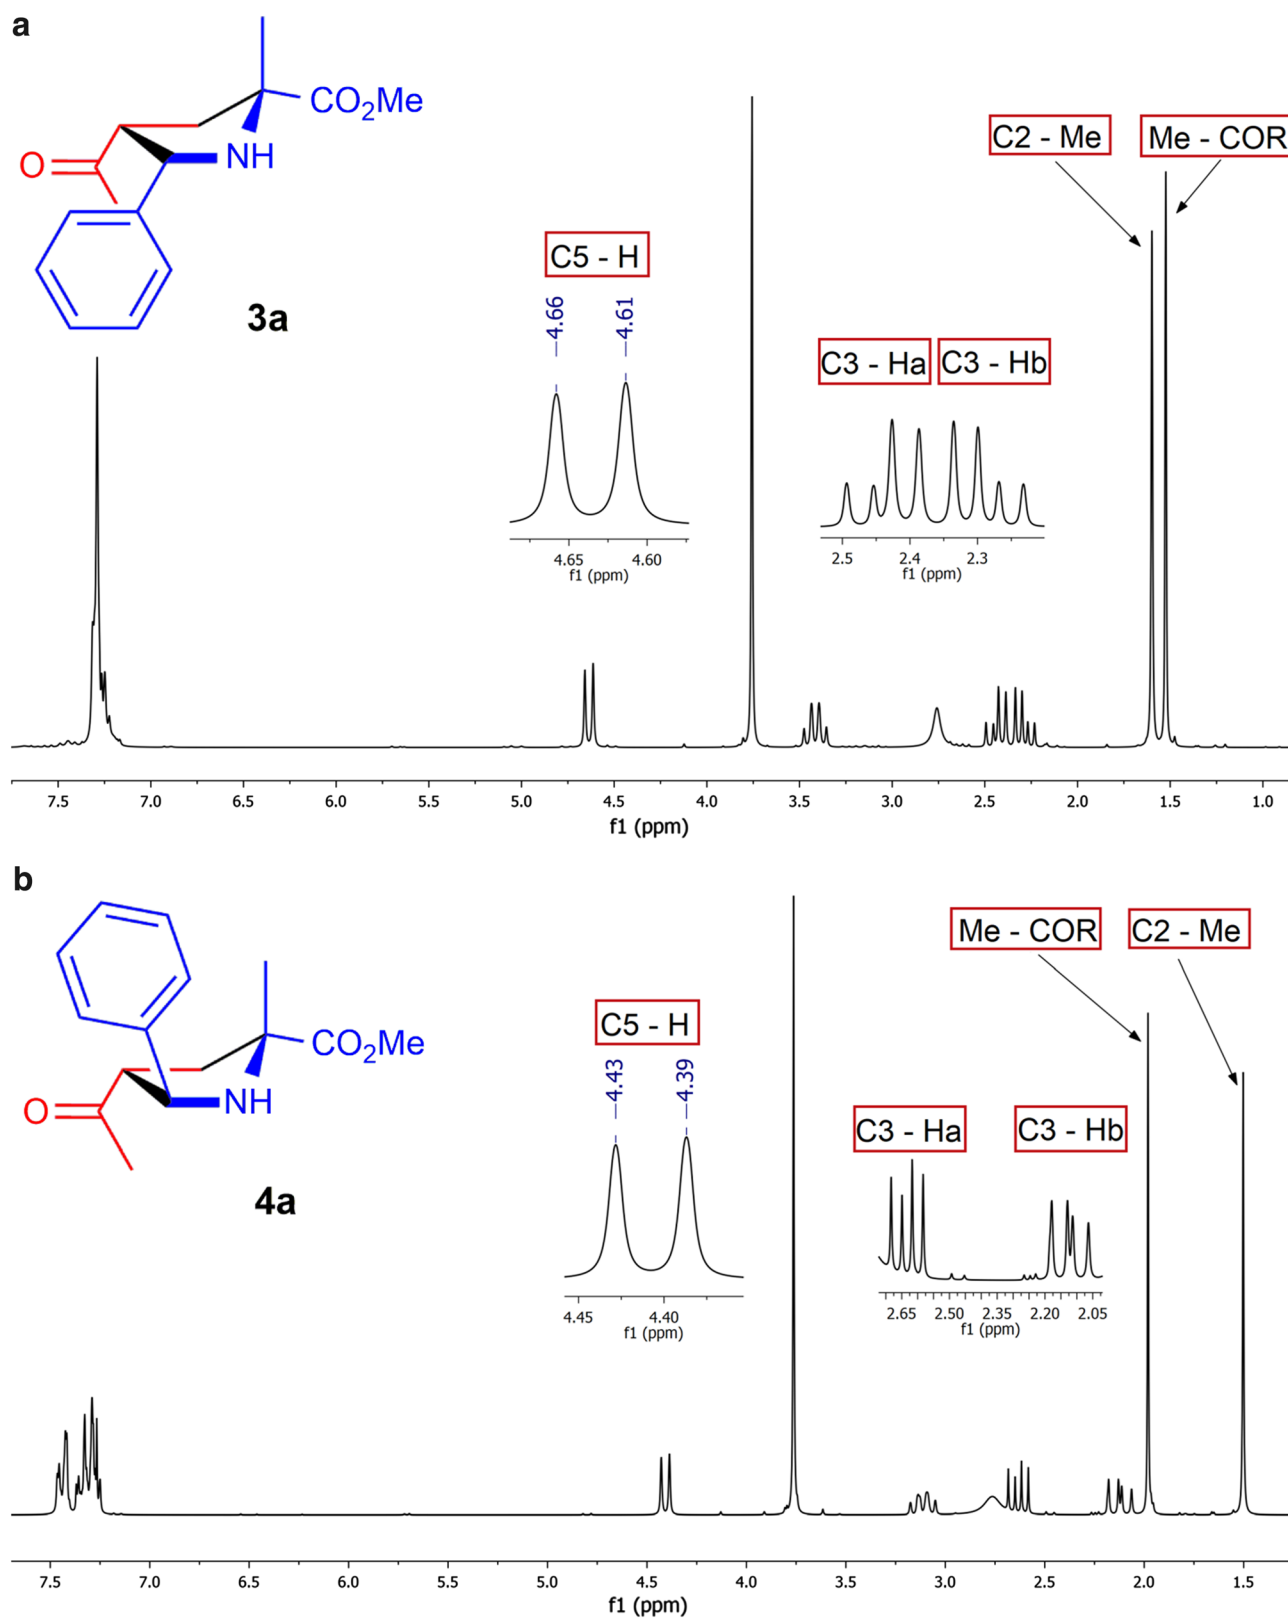 a
CO2Me
O
NH
3a
C5 - H
4.66
4.61
4.65 4.60
f1 (ppm)
C3 - Ha C3 - Hb
2.5 2.4 2.3
f1 (ppm)
C2 - Me Me - COR
7.5 7.0 6.5 6.0 5.5 5.0 4.5 4.0 3.5 3.0 2.5 2.0 1.5 1.0
f1 (ppm)
b
CO2Me
O
NH
4a
C5 - H
4.43
4.39
4.45 4.40
f1 (ppm)
Me - COR C2 - Me
C3 - Ha C3 - Hb
2.65 2.50 2.35 2.20 2.05
f1 (ppm)
7.5 7.0 6.5 6.0 5.5 5.0 4.5 4.0 3.5 3.0 2.5 2.0 1.5
f1 (ppm)